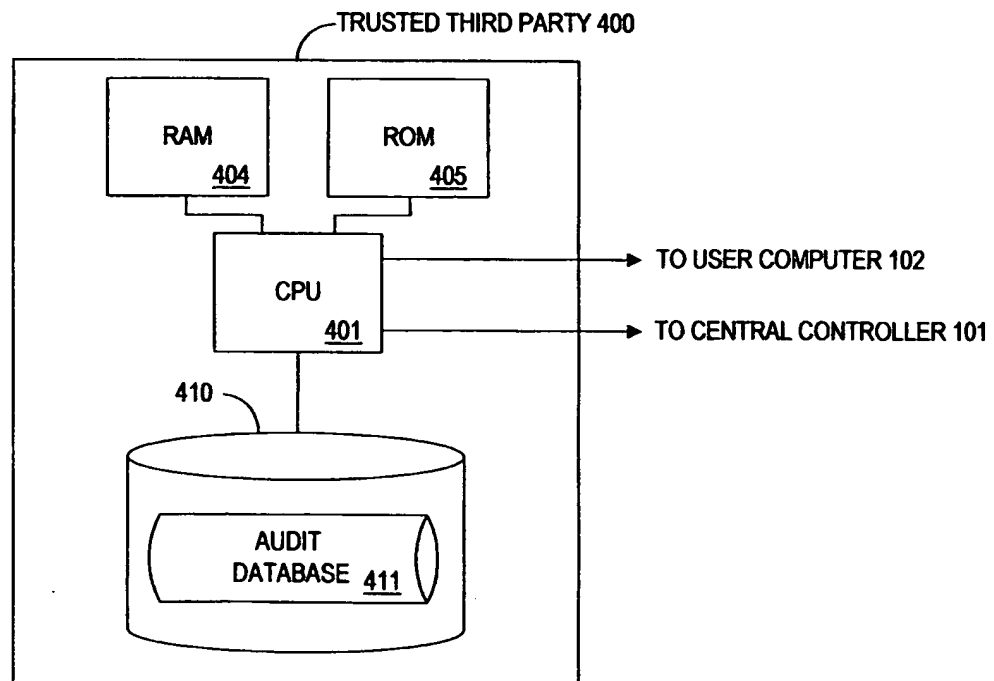 TRUSTED THIRD PARTY 400
RAM
404
ROM
405
CPU
401
TO USER COMPUTER 102
TO CENTRAL CONTROLLER 101
410
AUDIT
DATABASE
411